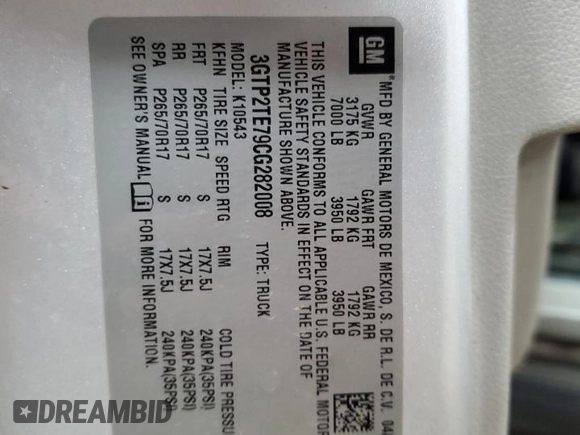 GM
MFD BY GENERAL MOTORS DE MEXICO, S. DE R.L. DE C.V.
GVWR GAWR FRT GAWR RR
3175 KG 1792 KG 1792 KG
7000 LB 3950 LB 3950 LB
THIS VEHICLE CONFORMS TO ALL APPLICABLE U.S. FEDERAL MOTOR
VEHICLE SAFETY STANDARDS IN EFFECT ON THE DATE OF
MANUFACTURE SHOWN ABOVE.
3GTP2TE79CG282008 TYPE: TRUCK
MODEL: K10543
KFHN TIRE SIZE SPEED RTG RIM COLD TIRE PRESSU
FRT P265/70R17 S 17X7.5J 240KPA(35PSI)
RR P265/70R17 S 17X7.5J 240KPA(35PSI)
SPA P265/70R17 S 17X7.5J 240KPA(35PSI)
SEE OWNER'S MANUAL i FOR MORE INFORMATION.
DREAMBID